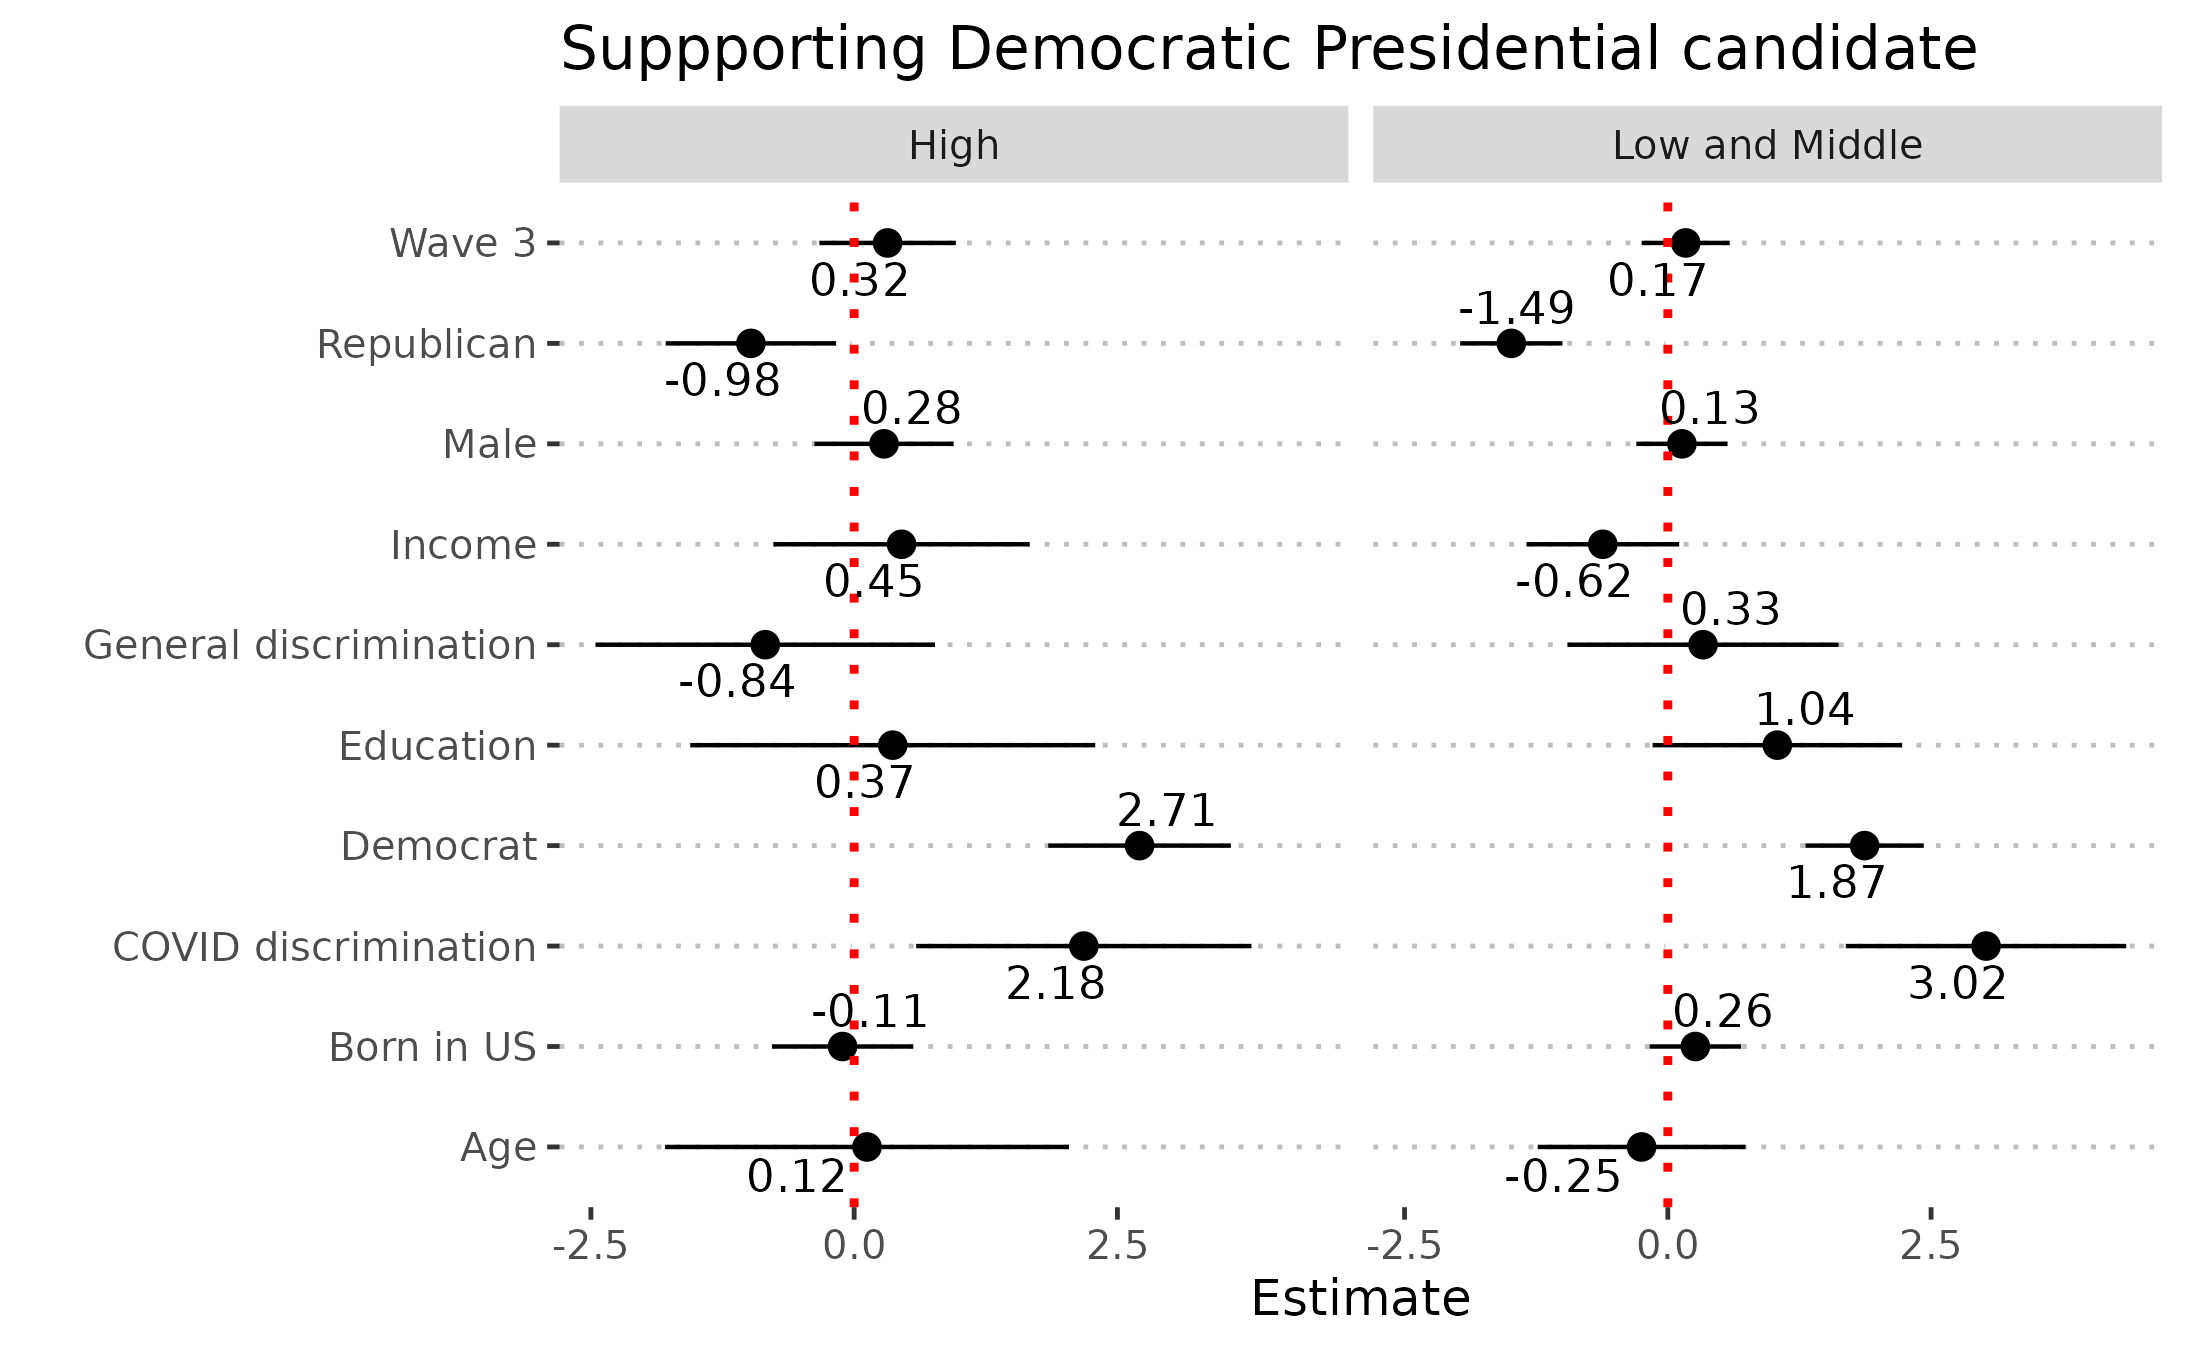 Suppporting Democratic Presidential candidate
High Low and Middle
Wave 3
0.32 0.17
-1.49
Republican
-0.98
0.28 0.13
Male
Income
0.45 -0.62
0.33
General discrimination
-0.84
1.04
Education
0.37
2.71
Democrat
1.87
COVID discrimination
2.18 3.02
-0.11 0.26
Born in US
Age
0.12 -0.25
-2.5 0.0 2.5 -2.5 0.0 2.5
Estimate